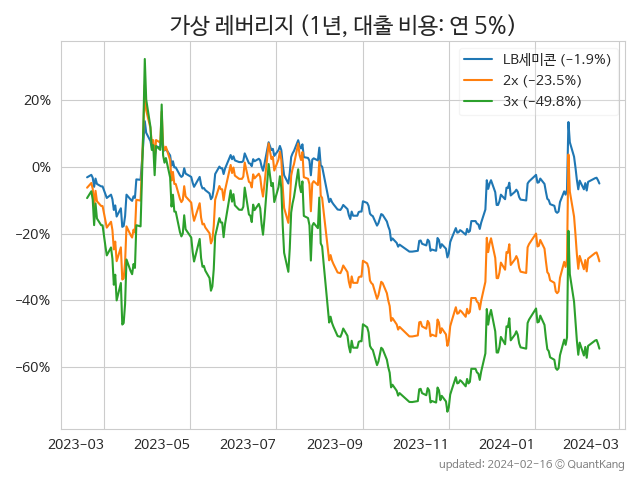 가상 레버리지 (1년, 대출 비용: 연 5%)
LB세미콘 (−1.9%)
2x (−23.5%)
3x (−49.8%)
20%
0%
−20%
−40%
−60%
2023-03 2023-05 2023-07 2023-09 2023-11 2024-01 2024-03
updated: 2024-02-16 © QuantKang